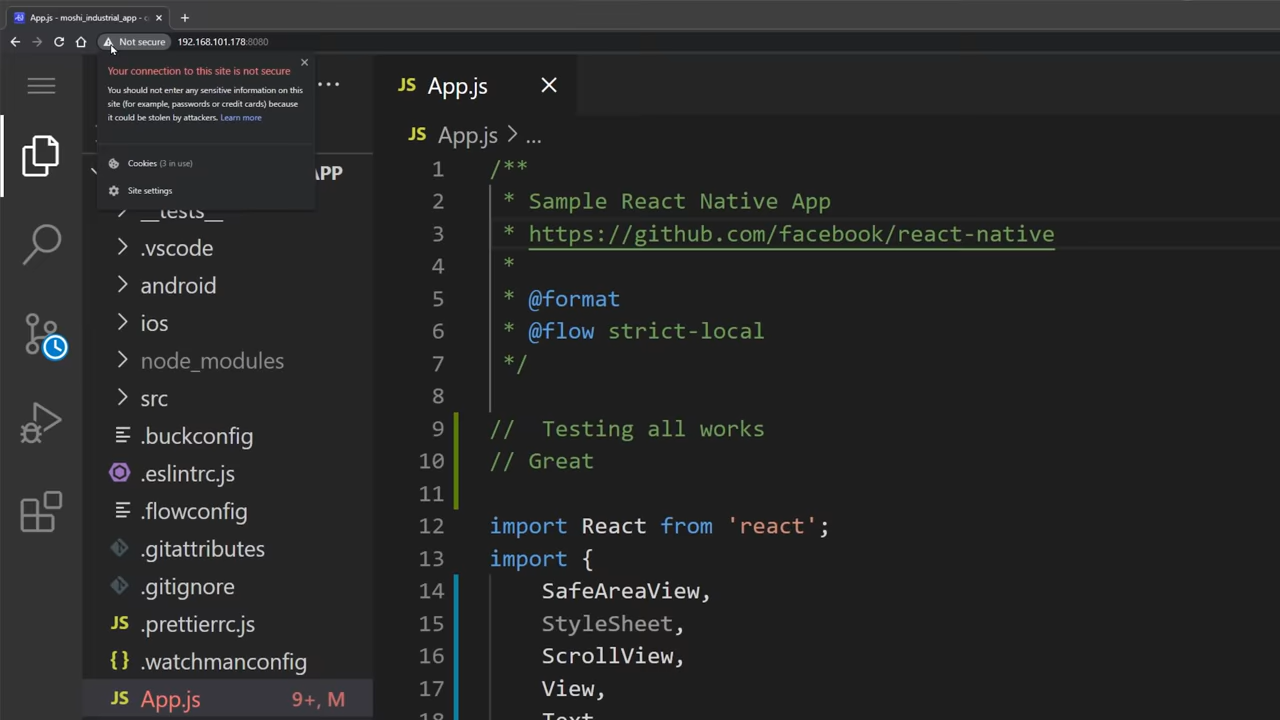 App.js - moshi_industrial_app - c
Not secure
192.168.101.178:8080
Your connection to this site is not secure
You should not enter any sensitive information on this
site (for example, passwords or credit cards) because
it could be stolen by attackers. Learn more
Cookies (3 in use)
Site settings
APP
__tests__
.vscode
android
ios
node_modules
src
.buckconfig
.eslintrc.js
.flowconfig
.gitattributes
.gitignore
JS .prettierrc.js
{} .watchmanconfig
JS App.js 9+, M
JS App.js
JS App.js > ...
1 /**
2 * Sample React Native App
3 * https://github.com/facebook/react-native
4 *
5 * @format
6 * @flow strict-local
7 */
8
9 // Testing all works
10 // Great
11
12 import React from 'react';
13 import {
14 SafeAreaView,
15 StyleSheet,
16 ScrollView,
17 View,
18 Text,